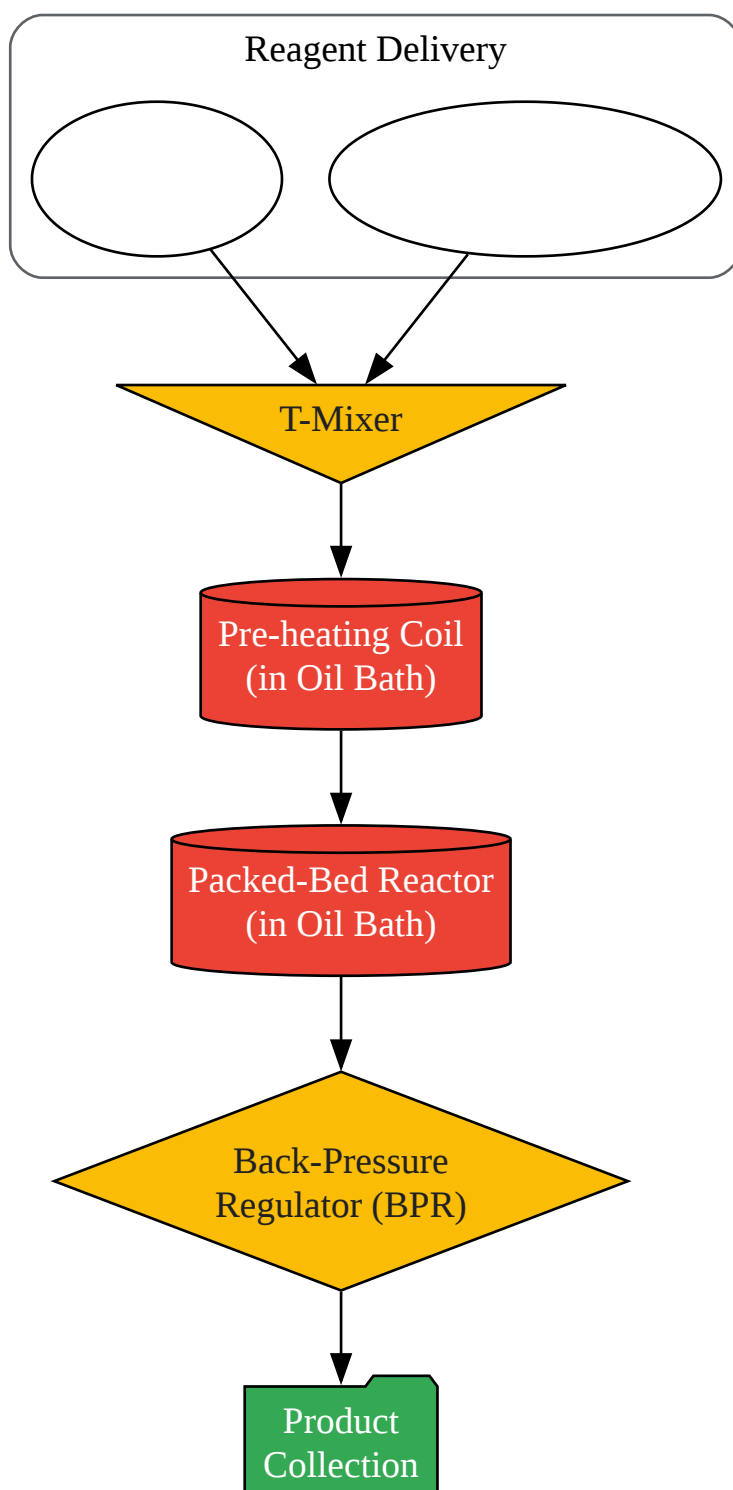 Reagent Delivery
T-Mixer
Pre-heating Coil
(in Oil Bath)
Packed-Bed Reactor
(in Oil Bath)
Back-Pressure
Regulator (BPR)
Product
Collection